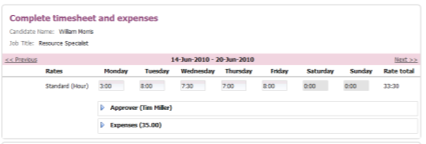 Complete timesheet and expenses
Candidate Name: William Morris
Job Title: Resource Specialist
<< Previous 14-Jun-2010 - 20-Jun-2010 Next >>
Rates Monday Tuesday Wednesday Thursday Friday Saturday Sunday Rate total
Standard (Hour) 3:00 8:00 7:30 7:00 8:00 0:00 0:00 33:30
Approver (Tim Miller)
Expenses (35.00)